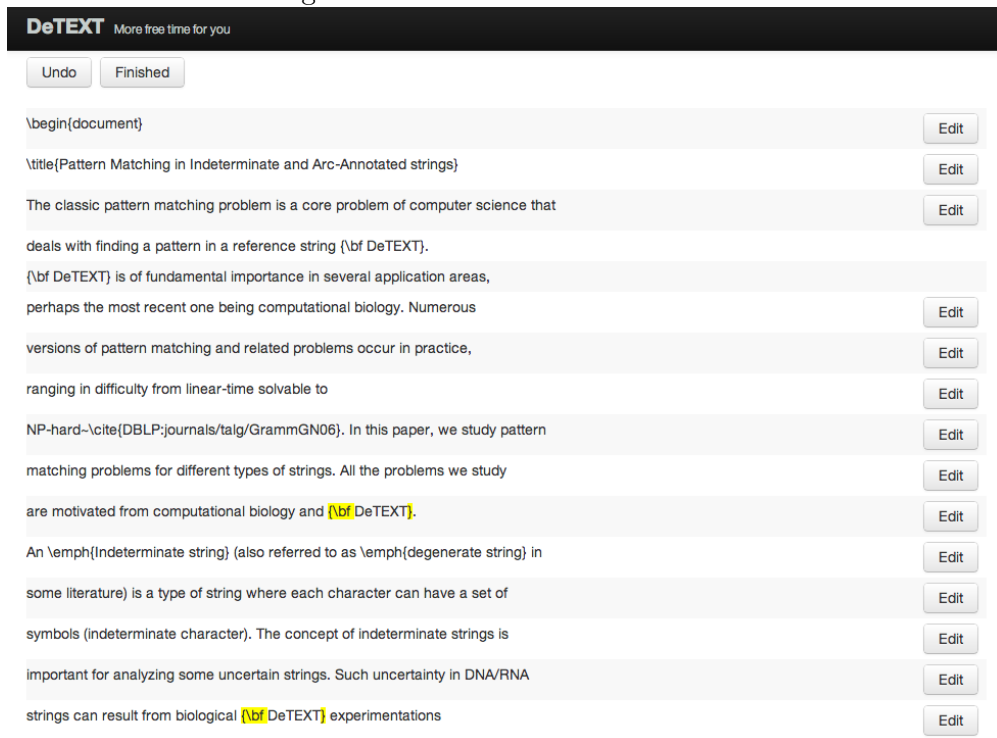 DeTEXT More free time for you
Undo Finished
\begin{document} Edit
\title{Pattern Matching in Indeterminate and Arc-Annotated strings} Edit
The classic pattern matching problem is a core problem of computer science that Edit
deals with finding a pattern in a reference string {\bf DeTEXT}.
{\bf DeTEXT} is of fundamental importance in several application areas,
perhaps the most recent one being computational biology. Numerous Edit
versions of pattern matching and related problems occur in practice, Edit
ranging in difficulty from linear-time solvable to Edit
NP-hard~\cite{DBLP:journals/talg/GrammGN06}. In this paper, we study pattern Edit
matching problems for different types of strings. All the problems we study Edit
are motivated from computational biology and {\bf DeTEXT}. Edit
An \emph{Indeterminate string} (also referred to as \emph{degenerate string} in Edit
some literature) is a type of string where each character can have a set of Edit
symbols (indeterminate character). The concept of indeterminate strings is Edit
important for analyzing some uncertain strings. Such uncertainty in DNA/RNA Edit
strings can result from biological {\bf DeTEXT} experimentations Edit